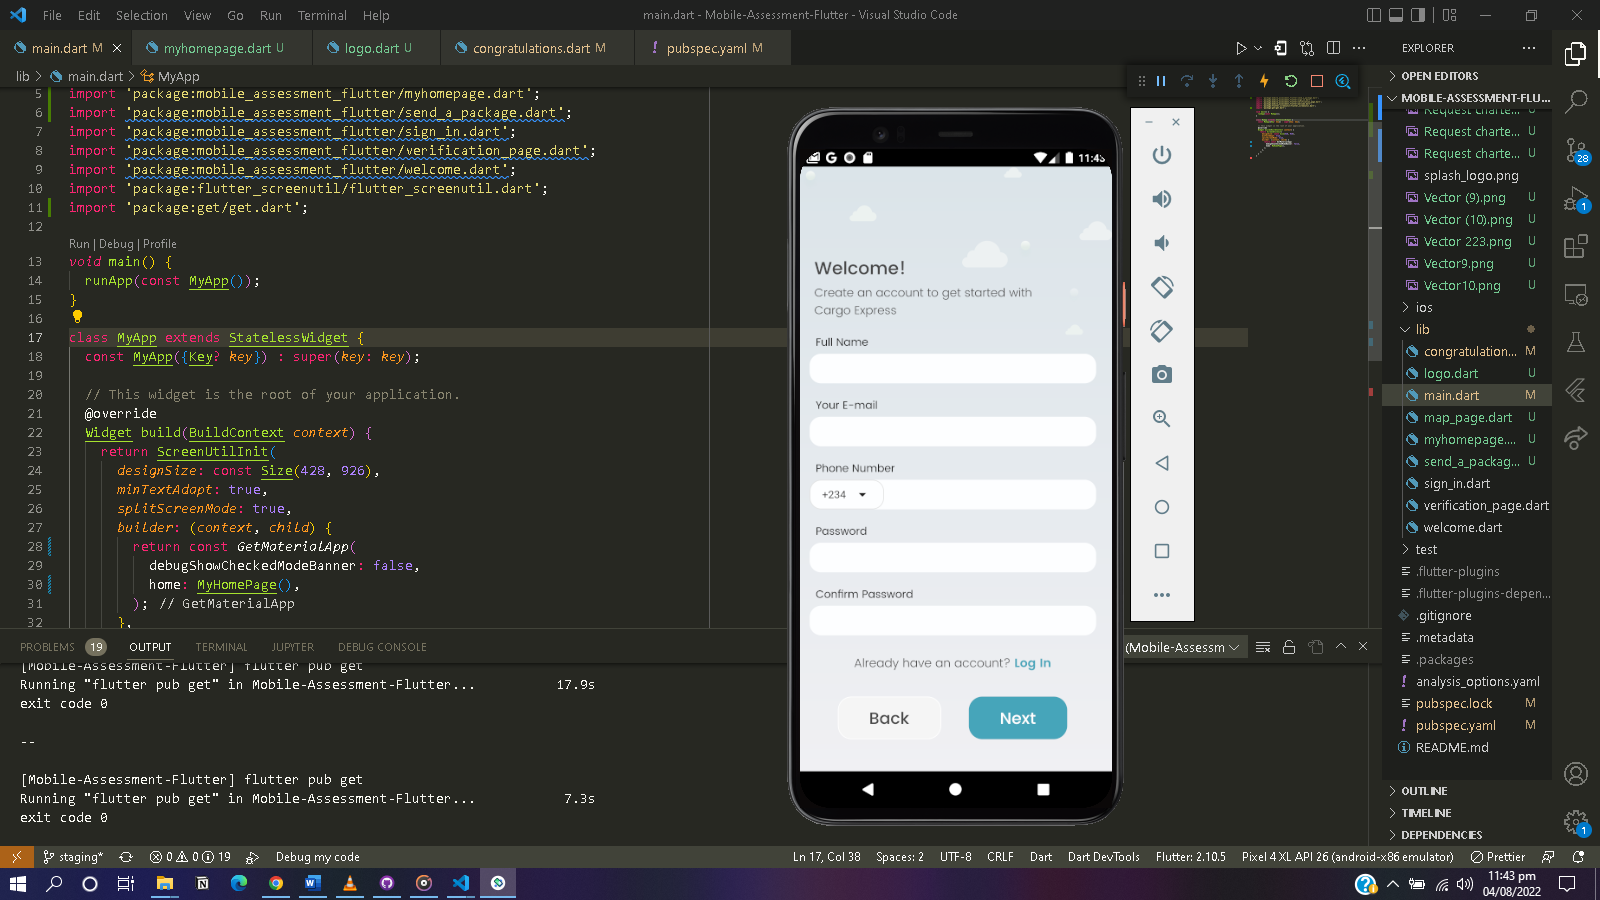 File Edit Selection View Go Run Terminal Help
main.dart - Mobile-Assessment-Flutter - Visual Studio Code
main.dart M
myhomepage.dart U
logo.dart U
congratulations.dart M
! pubspec.yaml M
EXPLORER
lib > main.dart > MyApp
5 import 'package:mobile_assessment_flutter/myhomepage.dart';
6 import 'package:mobile_assessment_flutter/send_a_package.dart';
7 import 'package:mobile_assessment_flutter/sign_in.dart';
8 import 'package:mobile_assessment_flutter/verification_page.dart';
9 import 'package:mobile_assessment_flutter/welcome.dart';
10 import 'package:flutter_screenutil/flutter_screenutil.dart';
11 import 'package:get/get.dart';
12
Run | Debug | Profile
13 void main() {
14 runApp(const MyApp());
15 }
16
17 class MyApp extends StatelessWidget {
18 const MyApp({Key? key}) : super(key: key);
19
20 // This widget is the root of your application.
21 @override
22 Widget build(BuildContext context) {
23 return ScreenUtilInit(
24 designSize: const Size(428, 926),
25 minTextAdapt: true,
26 splitScreenMode: true,
27 builder: (context, child) {
28 return const GetMaterialApp(
29 debugShowCheckedModeBanner: false,
30 home: MyHomePage(),
31 ); // GetMaterialApp
32 },
11:43
Welcome!
Create an account to get started with
Cargo Express
Full Name
Your E-mail
Phone Number
+234
Password
Confirm Password
Already have an account? Log In
Back
Next
OPEN EDITORS
MOBILE-ASSESSMENT-FLU...
Request charte... U
Request charte... U
Request charte... U
splash_logo.png
Vector (9).png U
Vector (10).png U
Vector 223.png U
Vector9.png U
Vector10.png U
ios
lib
congratulation... M
logo.dart U
main.dart M
map_page.dart U
myhomepage.... U
send_a_packag... U
sign_in.dart
verification_page.dart
welcome.dart
test
.flutter-plugins
.flutter-plugins-depen...
.gitignore
.metadata
.packages
analysis_options.yaml
pubspec.lock M
! pubspec.yaml M
README.md
OUTLINE
TIMELINE
DEPENDENCIES
28
1
1
PROBLEMS 19 OUTPUT TERMINAL JUPYTER DEBUG CONSOLE
(Mobile-Assessm
[Mobile-Assessment-Flutter] flutter pub get
Running "flutter pub get" in Mobile-Assessment-Flutter... 17.9s
exit code 0
--
[Mobile-Assessment-Flutter] flutter pub get
Running "flutter pub get" in Mobile-Assessment-Flutter... 7.3s
exit code 0
staging* 0 0 19 Debug my code
Ln 17, Col 38 Spaces: 2 UTF-8 CRLF Dart Dart DevTools Flutter: 2.10.5 Pixel 4 XL API 26 (android-x86 emulator) Prettier
11:43 pm
04/08/2022